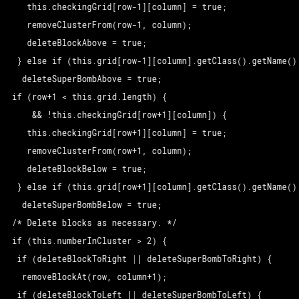 this.checkingGrid[row-1][column] = true;
removeClusterFrom(row-1, column);
deleteBlockAbove = true;
} else if (this.grid[row-1][column].getClass().getName()
deleteSuperBombAbove = true;
if (row+1 < this.grid.length) {
&& !this.checkingGrid[row+1][column]) {
this.checkingGrid[row+1][column] = true;
removeClusterFrom(row+1, column);
deleteBlockBelow = true;
} else if (this.grid[row+1][column].getClass().getName()
deleteSuperBombBelow = true;
/* Delete blocks as necessary. */
if (this.numberInCluster > 2) {
if (deleteBlockToRight || deleteSuperBombToRight) {
removeBlockAt(row, column+1);
if (deleteBlockToLeft || deleteSuperBombToLeft) {